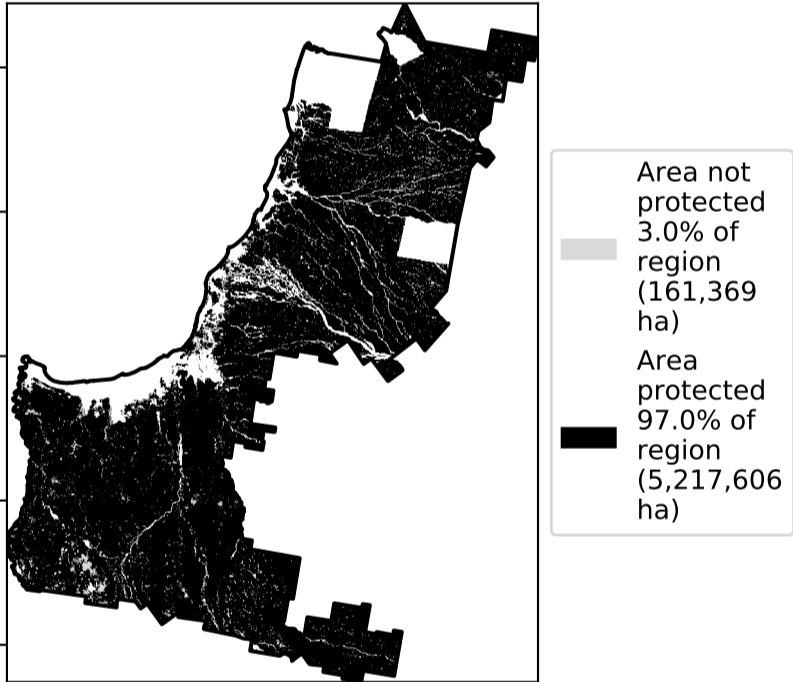 Area not
protected
3.0% of
region
(161,369
ha)
Area
protected
97.0% of
region
(5,217,606
ha)